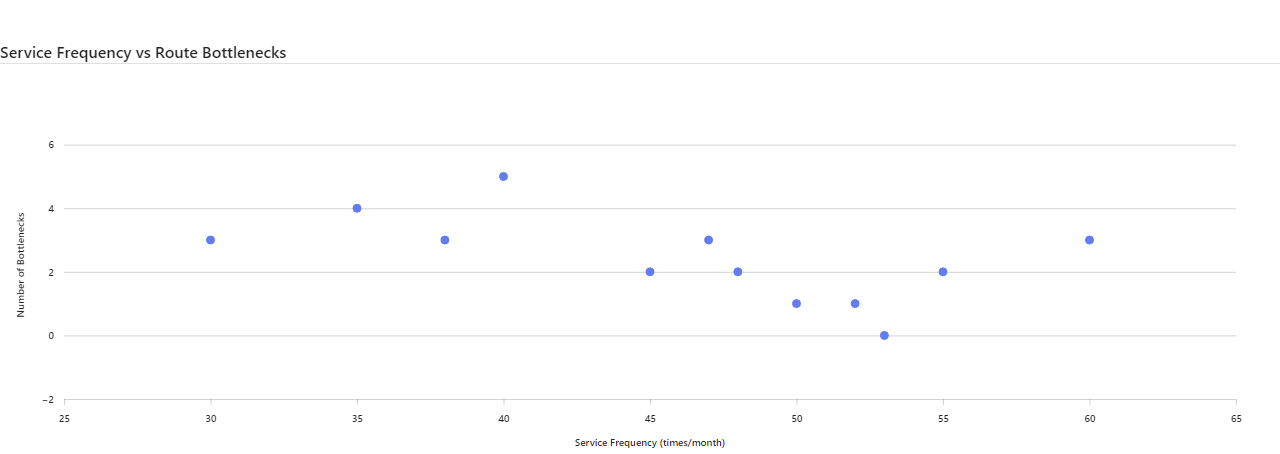 Service Frequency vs Route Bottlenecks
Number of Bottlenecks
6
4
2
0
−2
25 30 35 40 45 50 55 60 65
Service Frequency (times/month)